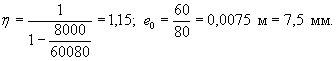 η = 1 / (1 − 8000/60080) = 1,15; e₀ = 60/80 = 0,0075 м = 7,5 мм.